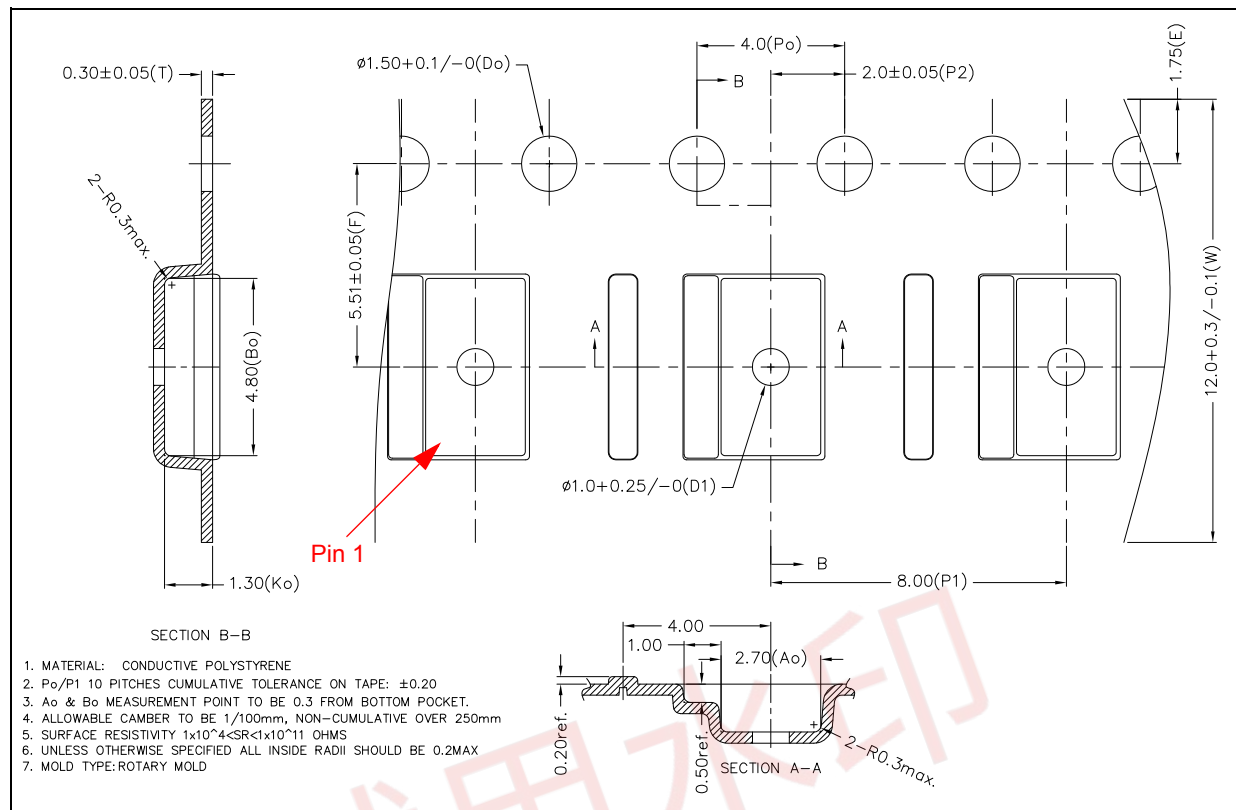 0.30±0.05(T)
ø1.50+0.1/-0(Do)
4.0(Po)
B
2.0±0.05(P2)
1.75(E)
2-R0.3max.
5.51±0.05(F)
12.0+0.3/-0.1(W)
4.80(Bo)
A
A
ø1.0+0.25/-0(D1)
Pin 1
1.30(Ko)
B
8.00(P1)
SECTION B-B
4.00
1.00
2.70(Ao)
0.20ref.
0.50ref.
2-R0.3max.
SECTION A-A
1. MATERIAL: CONDUCTIVE POLYSTYRENE
2. Po/P1 10 PITCHES CUMULATIVE TOLERANCE ON TAPE: ±0.20
3. Ao & Bo MEASUREMENT POINT TO BE 0.3 FROM BOTTOM POCKET.
4. ALLOWABLE CAMBER TO BE 1/100mm, NON-CUMULATIVE OVER 250mm
5. SURFACE RESISTIVITY 1x10^4<SR<1x10^11 OHMS
6. UNLESS OTHERWISE SPECIFIED ALL INSIDE RADII SHOULD BE 0.2MAX
7. MOLD TYPE:ROTARY MOLD
用水印